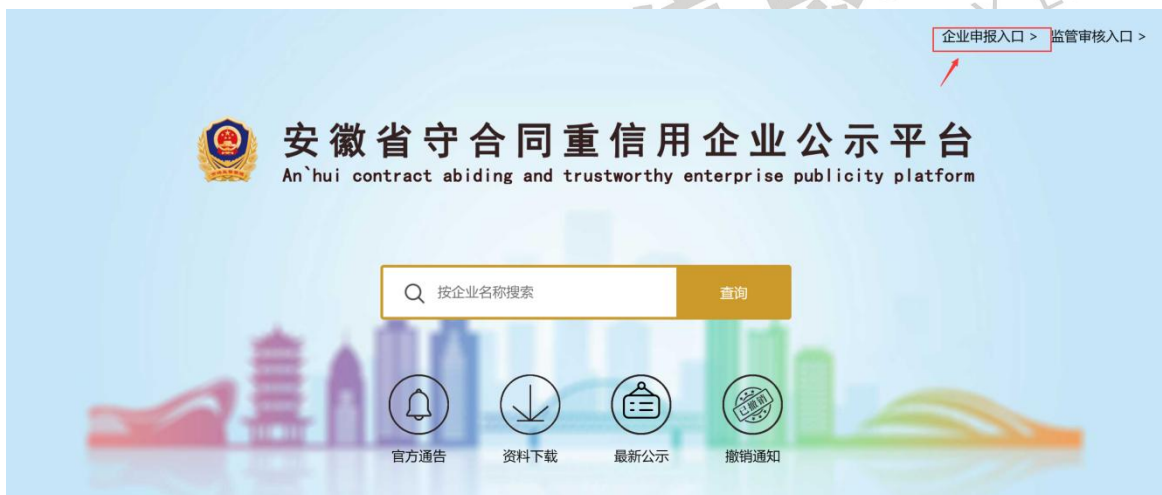 企业申报入口 > 监管审核入口 >
安徽省守合同重信用企业公示平台
An`hui contract abiding and trustworthy enterprise publicity platform
按企业名称搜索 查询
已撤销
官方通告 资料下载 最新公示 撤销通知